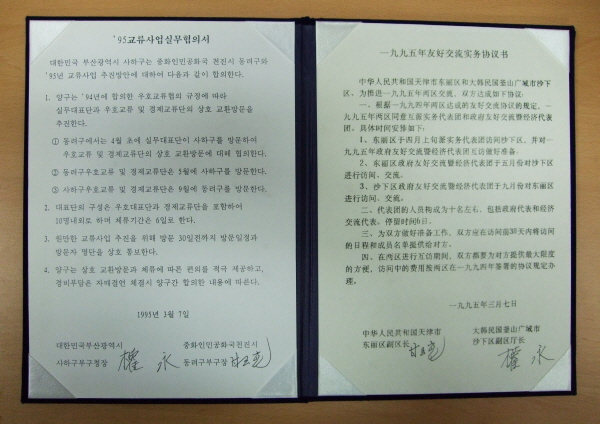 '95교류사업실무협의서
대한민국 부산광역시 사하구는 중화인민공화국 천진시 동려구와
'95년 교류사업 추진방안에 대하여 다음과 같이 합의한다.
1. 양구는 '94년에 합의한 우호교류협의 규정에 따라
실무대표단과 우호교류 및 경제교류단의 상호 교환방문을
추진한다.
① 동려구에서는 4월 초에 실무대표단이 사하구를 방문하여
우호교류 및 경제교류단의 상호 교환방문에 대해 협의한다.
② 동려구우호교류 및 경제교류단은 5월에 사하구를 방문한다.
③ 사하구우호교류 및 경제교류단은 9월에 동려구를 방문한다.
2. 대표단의 구성은 우호대표단과 경제교류단을 포함하여
10명내외로 하며 체류기간은 6일로 한다.
3. 원만한 교류사업 추진을 위해 방문 30일전까지 방문일정과
방문자 명단을 상호 통보한다.
4. 양구는 상호 교환방문과 체류에 따른 편의를 적극 제공하고,
경비부담은 자매결연 체결시 양구간 합의한 내용에 따른다.
1995년 3월 7일
대한민국부산광역시 중화인민공화국천진시
사하구부구청장 權永 동려구부구장
一九九五年友好交流实务协议书
中华人民共和国天津市东丽区和大韩民国釜山广域市沙下
区，为推进一九九五年两区交流，双方达成如下协议：
一、根据一九九四年两区达成的友好交流协议的规定，一
九九五年两区同意互派实务代表团和友好交流暨经济代表
团，具体时间安排如下：
1、东丽区于四月上旬派实务代表团访问沙下区，并对一
九九五年政府友好交流暨经济代表团互访做好准备。
2、东丽区政府友好交流暨经济代表团于五月份对沙下区
进行访问、交流。
3、沙下区政府友好交流暨经济代表团于九月份对东丽区
进行访问、交流。
二、代表团的人员构成为十名左右，包括政府代表和经济
交流代表，停留时间6日。
三、为双方做好准备工作，双方应在访问前30天内将访问
的日程和成员名单提供给对方。
四、在两区进行互访期间，双方都要为对方提供最大限度
的方便，访问中的费用按两区在一九九四年签署的协议规定办
理。
一九九五年三月七日
中华人民共和国天津市 大韩民国釜山广域市
东丽区副区长 沙下区副区厅长
權永